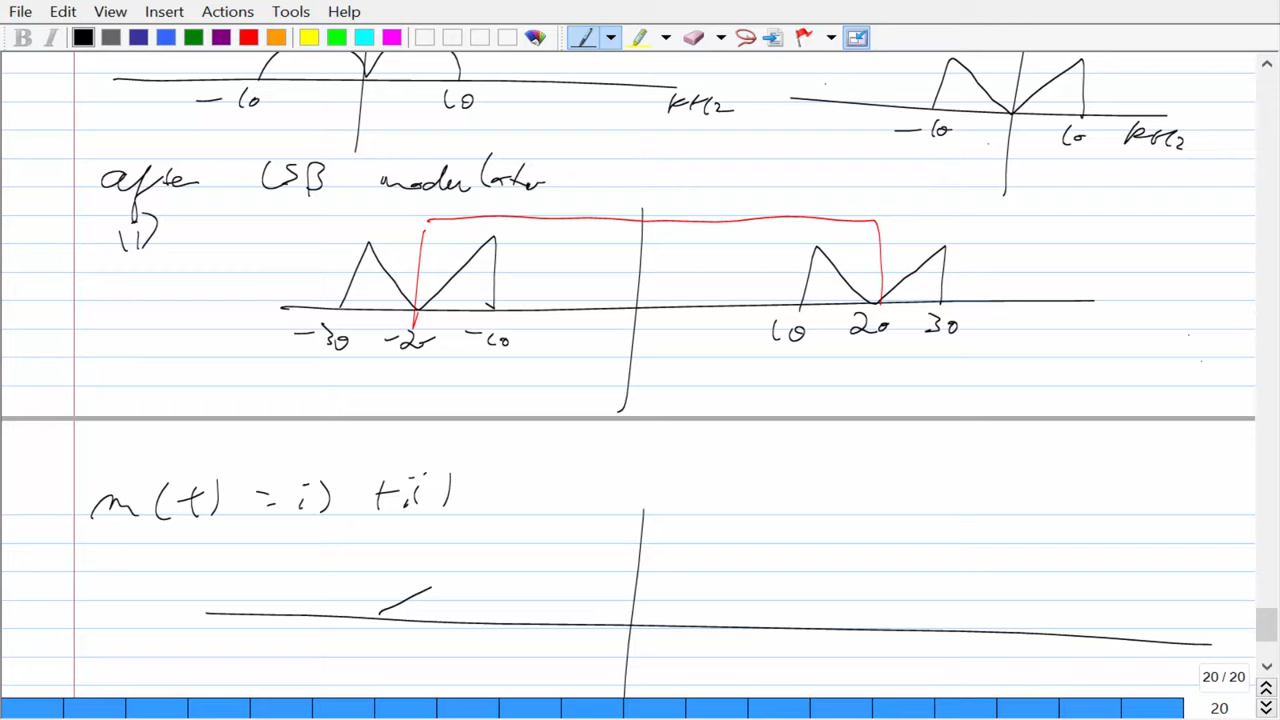 File Edit View Insert Actions Tools Help
B I
-10 10 KHz
-10 10 KHz
after LSB modulator
(i)
-30 -20 -10 10 20 30
m(t) = i) + ii)
20 / 20
20